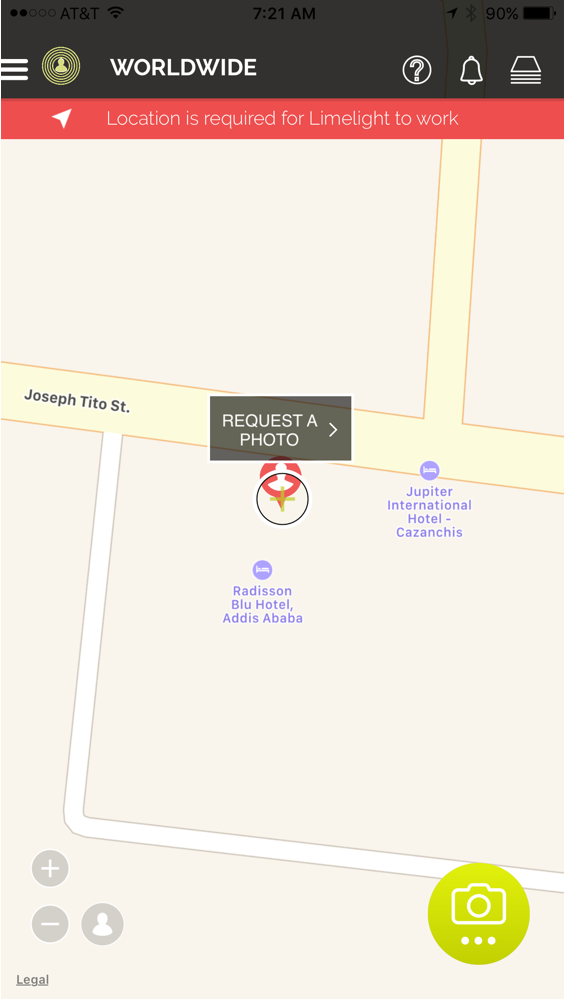 AT&T 7:21 AM 90%
WORLDWIDE
Location is required for Limelight to work
Joseph Tito St.
REQUEST A
PHOTO
Jupiter
International
Hotel -
Cazanchis
Radisson
Blu Hotel,
Addis Ababa
Legal